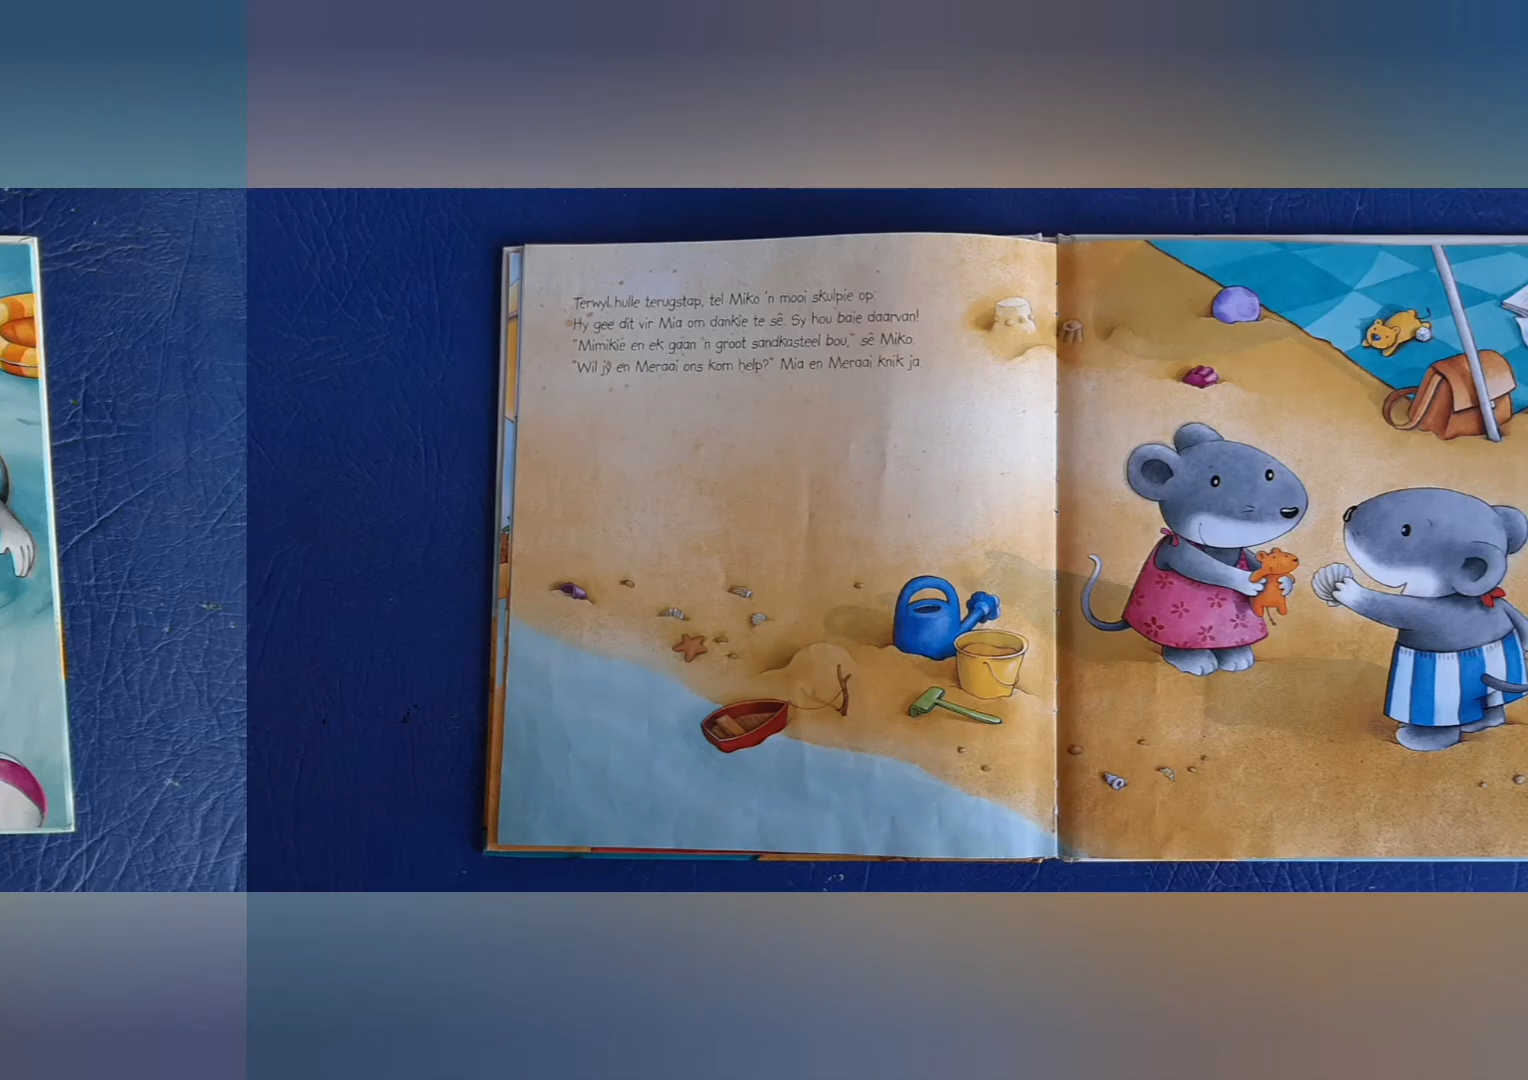 Terwyl hulle terugstap, tel Miko 'n mooi skulpie op.
Hy gee dit vir Mia om dankie te sê. Sy hou baie daarvan!
"Mimikie en ek gaan 'n groot sandkasteel bou," sê Miko.
"Wil jy en Meraai ons kom help?" Mia en Meraai knik ja.